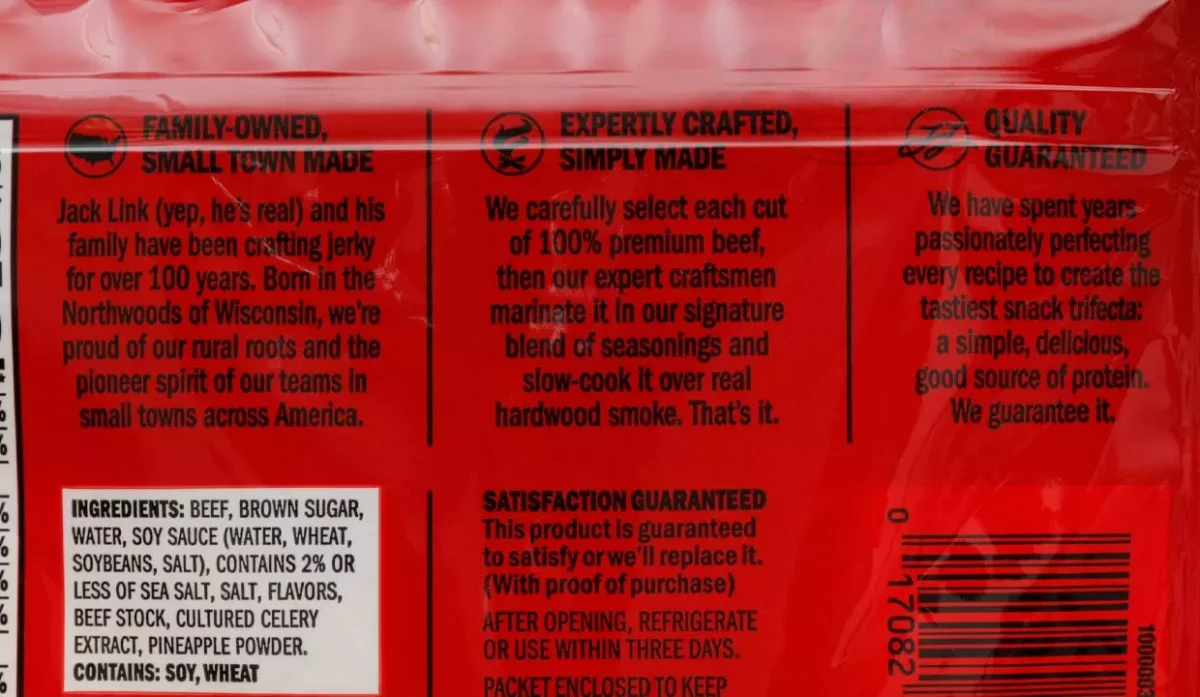 FAMILY-OWNED,
SMALL TOWN MADE
Jack Link (yep, he's real) and his
family have been crafting jerky
for over 100 years. Born in the
Northwoods of Wisconsin, we're
proud of our rural roots and the
pioneer spirit of our teams in
small towns across America.
EXPERTLY CRAFTED,
SIMPLY MADE
We carefully select each cut
of 100% premium beef,
then our expert craftsmen
marinate it in our signature
blend of seasonings and
slow-cook it over real
hardwood smoke. That's it.
QUALITY
GUARANTEED
We have spent years
passionately perfecting
every recipe to create the
tastiest snack trifecta:
a simple, delicious,
good source of protein.
We guarantee it.
INGREDIENTS: BEEF, BROWN SUGAR,
WATER, SOY SAUCE (WATER, WHEAT,
SOYBEANS, SALT), CONTAINS 2% OR
LESS OF SEA SALT, SALT, FLAVORS,
BEEF STOCK, CULTURED CELERY
EXTRACT, PINEAPPLE POWDER.
CONTAINS: SOY, WHEAT
SATISFACTION GUARANTEED
This product is guaranteed
to satisfy or we'll replace it.
(With proof of purchase)
AFTER OPENING, REFRIGERATE
OR USE WITHIN THREE DAYS.
PACKET ENCLOSED TO KEEP
0 17082